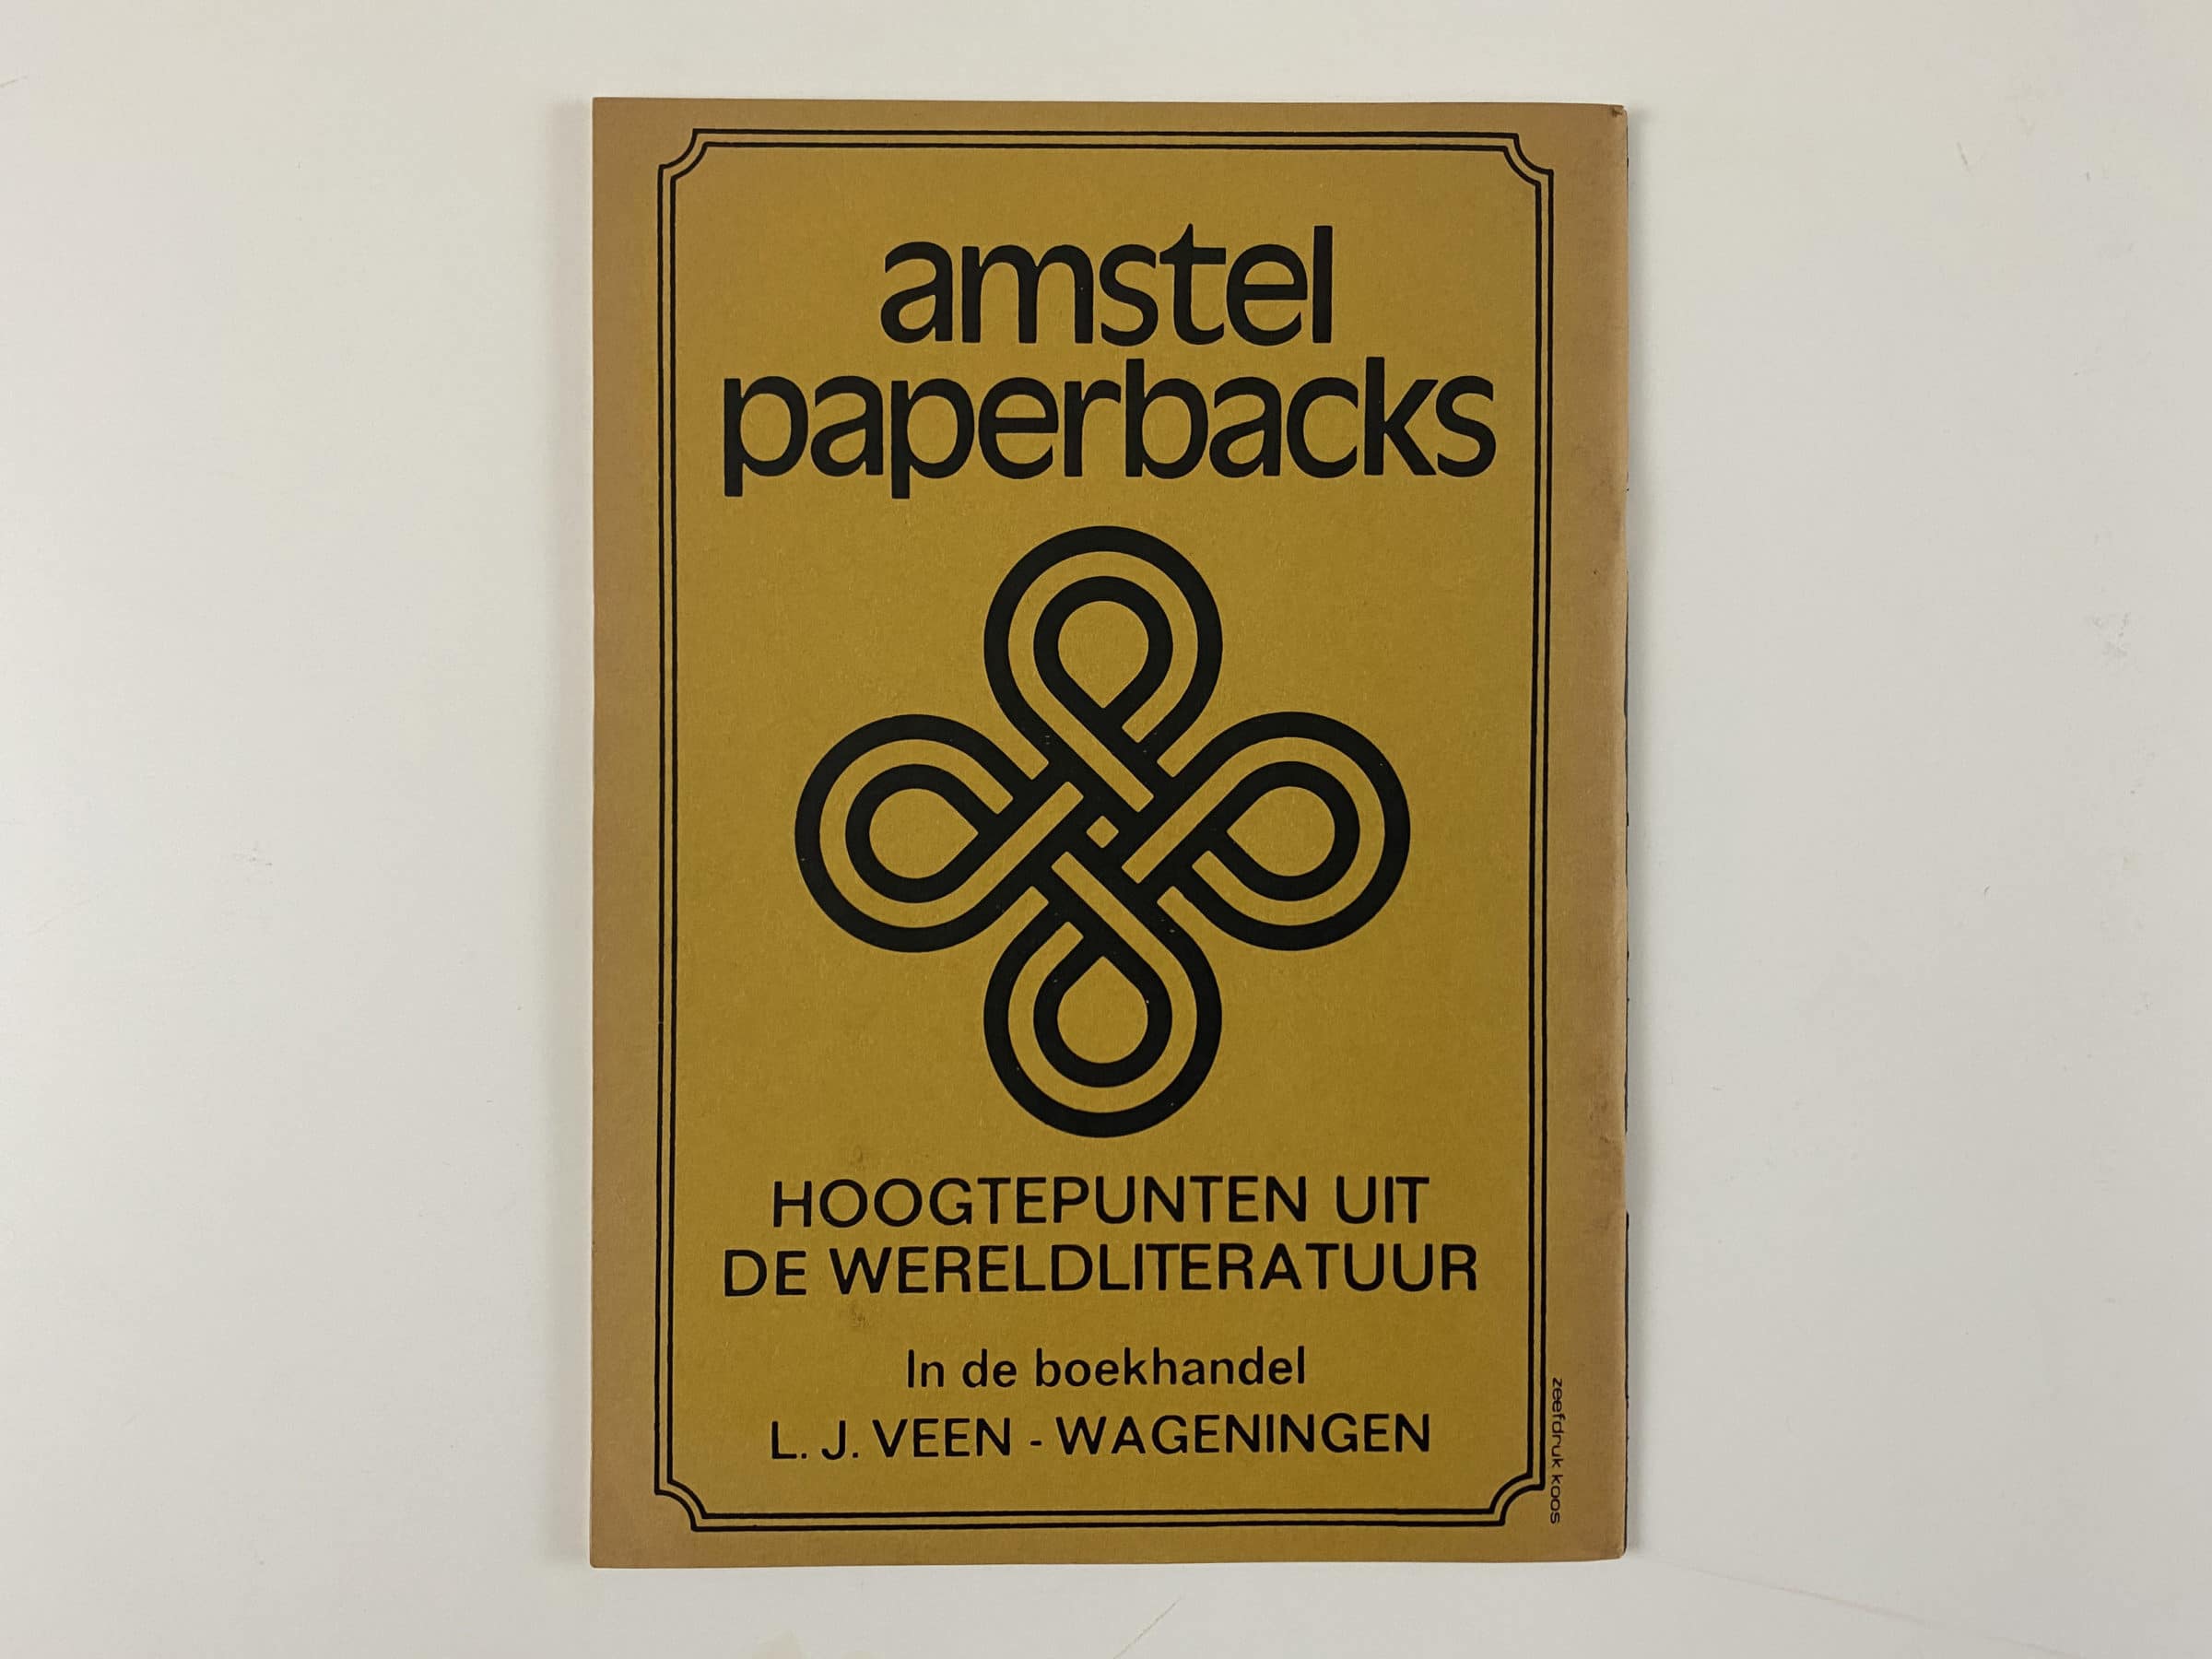 amstel
paperbacks
HOOGTEPUNTEN UIT
DE WERELDLITERATUUR
In de boekhandel
L. J. VEEN - WAGENINGEN
zeefdruk koos